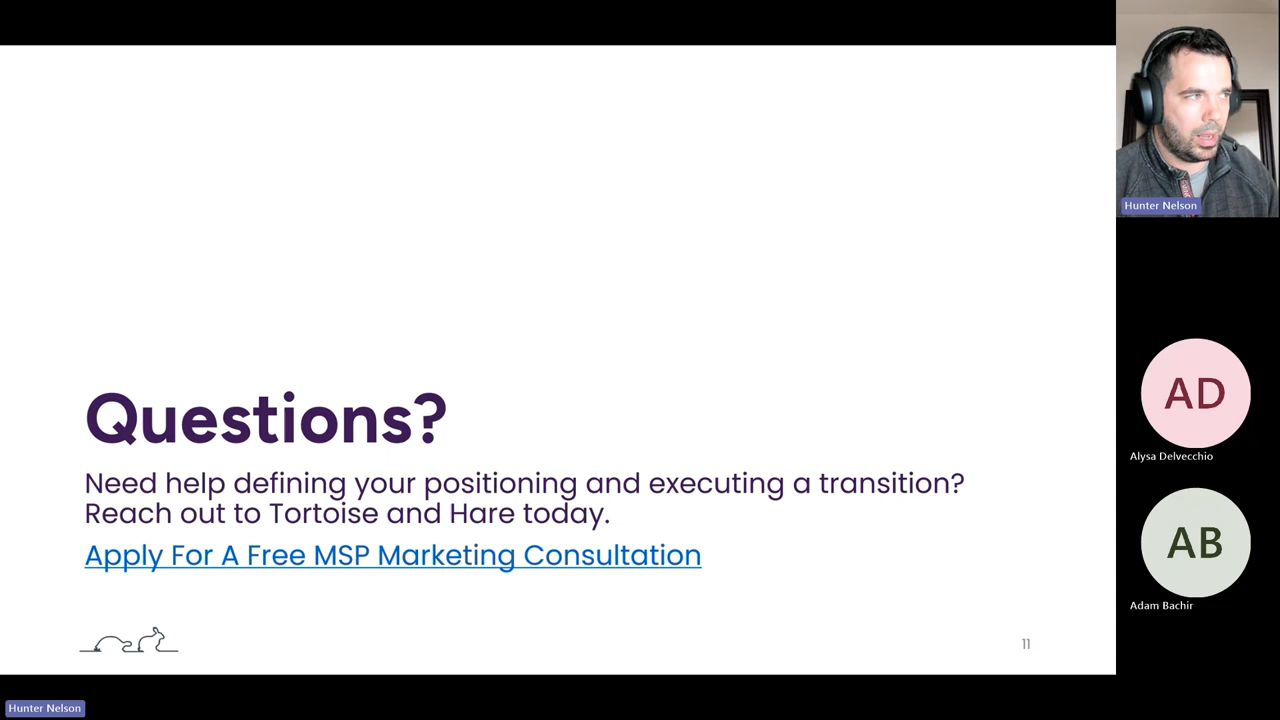 Questions?
Need help defining your positioning and executing a transition?
Reach out to Tortoise and Hare today.
Apply For A Free MSP Marketing Consultation
11
Hunter Nelson
AD
Alysa Delvecchio
AB
Adam Bachir
Hunter Nelson